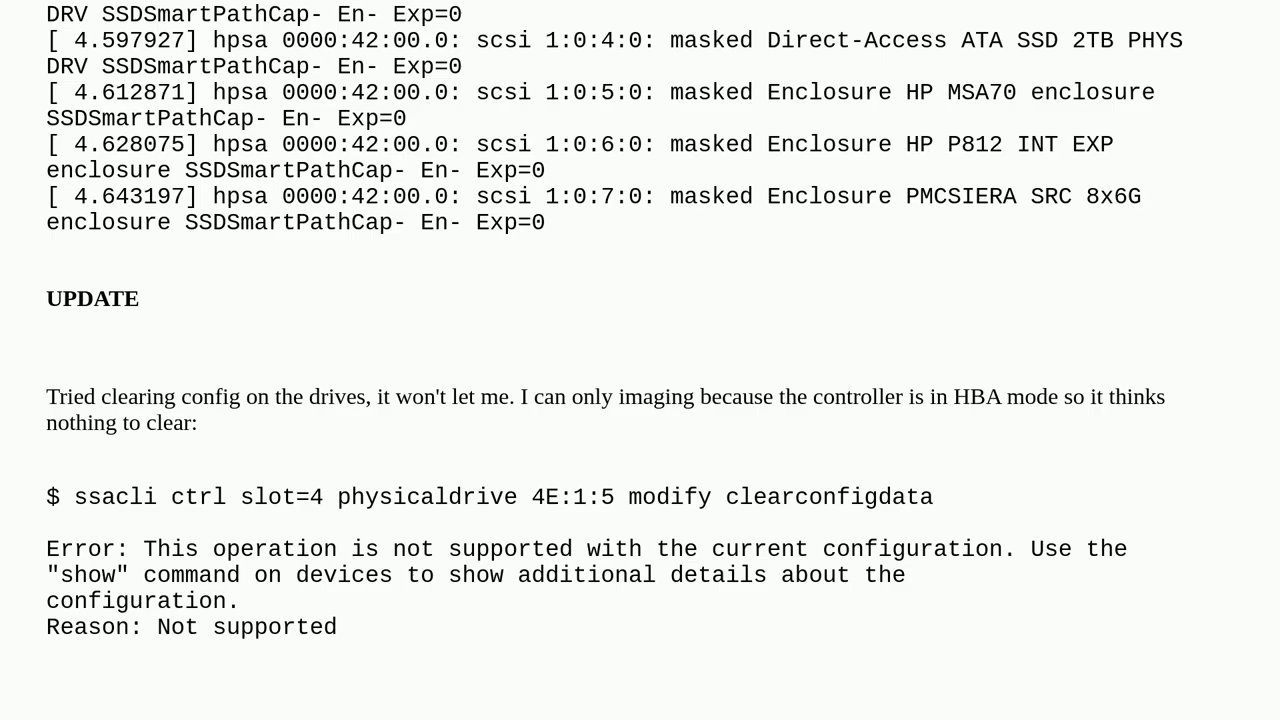 DRV SSDSmartPathCap- En- Exp=0
[ 4.597927] hpsa 0000:42:00.0: scsi 1:0:4:0: masked Direct-Access ATA SSD 2TB PHYS
DRV SSDSmartPathCap- En- Exp=0
[ 4.612871] hpsa 0000:42:00.0: scsi 1:0:5:0: masked Enclosure HP MSA70 enclosure
SSDSmartPathCap- En- Exp=0
[ 4.628075] hpsa 0000:42:00.0: scsi 1:0:6:0: masked Enclosure HP P812 INT EXP
enclosure SSDSmartPathCap- En- Exp=0
[ 4.643197] hpsa 0000:42:00.0: scsi 1:0:7:0: masked Enclosure PMCSIERA SRC 8x6G
enclosure SSDSmartPathCap- En- Exp=0
UPDATE
Tried clearing config on the drives, it won't let me. I can only imaging because the controller is in HBA mode so it thinks
nothing to clear:
$ ssacli ctrl slot=4 physicaldrive 4E:1:5 modify clearconfigdata
Error: This operation is not supported with the current configuration. Use the
"show" command on devices to show additional details about the
configuration.
Reason: Not supported